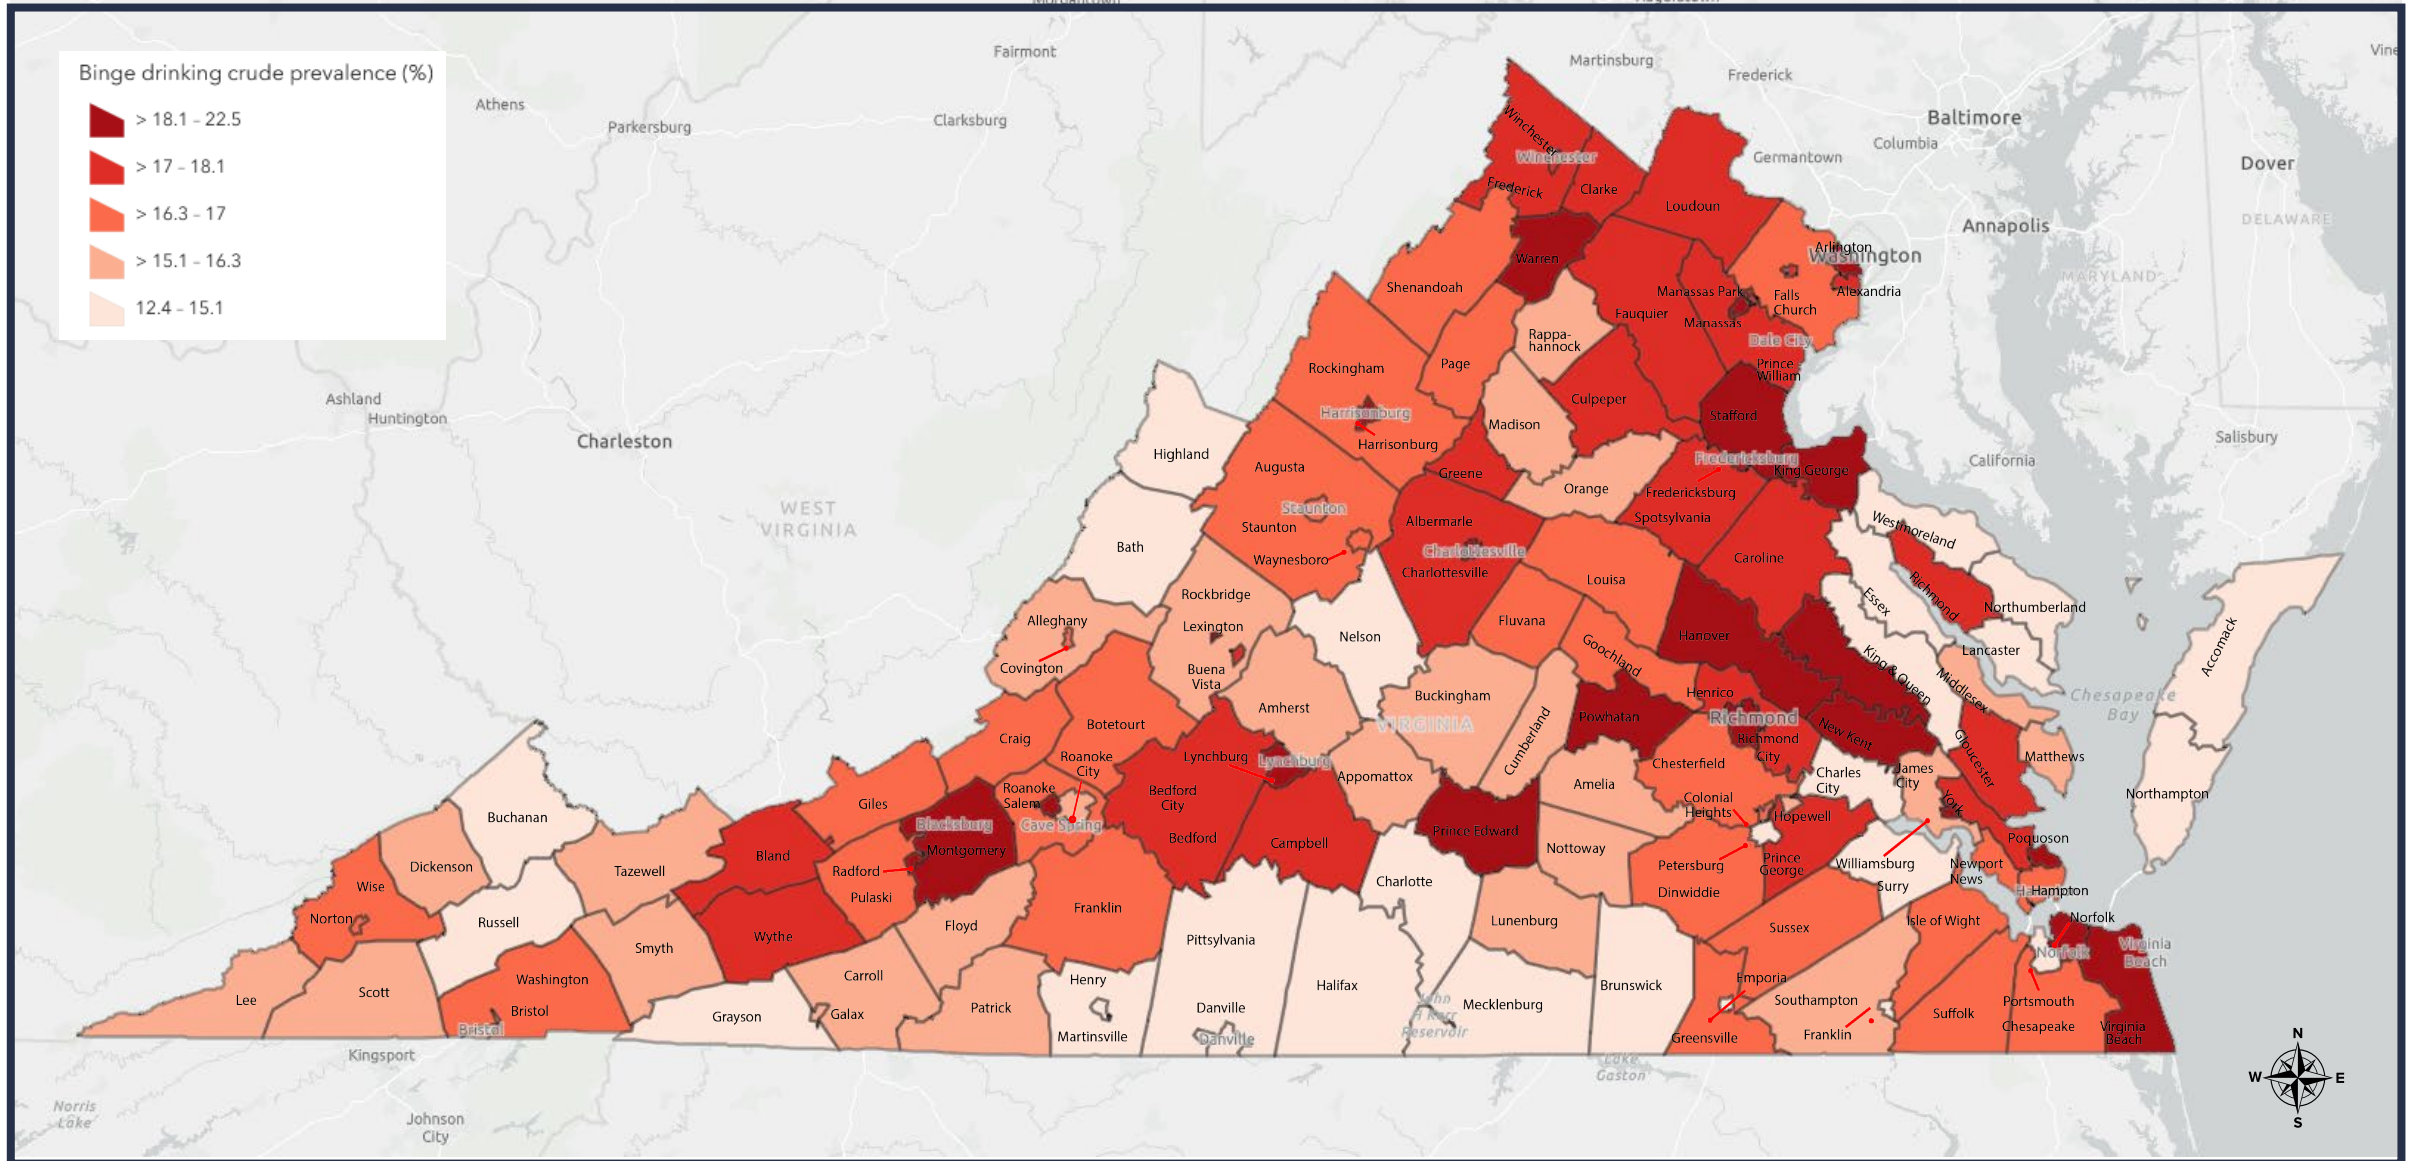 Binge drinking crude prevalence (%)
> 18.1 - 22.5
> 17 - 18.1
> 16.3 - 17
> 15.1 - 16.3
12.4 - 15.1
Fairmont
Athens
Parkersburg
Clarksburg
Martinsburg
Frederick
Baltimore
Columbia
Germantown
Dover
Annapolis
DELAWARE
Washington
MARYLAND
Ashland
Huntington
Charleston
WEST
VIRGINIA
Salisbury
California
Winchester
Winchester
Frederick
Clarke
Loudoun
Warren
Arlington
Alexandria
Falls
Church
Shenandoah
Manassas Park
Manassas
Fauquier
Dale City
Prince
William
Rappa-
hannock
Page
Rockingham
Harrisonburg
Harrisonburg
Madison
Culpeper
Stafford
Fredericksburg
King George
Highland
Augusta
Greene
Orange
Fredericksburg
Spotsylvania
Staunton
Staunton
Waynesboro
Albermarle
Charlottesville
Charlottesville
Louisa
Caroline
Westmoreland
Richmond
Essex
Northumberland
Lancaster
Bath
Rockbridge
Lexington
Buena
Vista
Alleghany
Covington
Nelson
Fluvana
Goochland
Hanover
King & Queen
Middlesex
Accomack
Chesapeake
Bay
Botetourt
Craig
Amherst
Buckingham
VIRGINIA
Cumberland
Powhatan
Henrico
Richmond
Richmond
City
New Kent
Gloucester
Matthews
Northampton
Roanoke
City
Roanoke
Salem
Cave Spring
Lynchburg
Lynchburg
Bedford
City
Bedford
Campbell
Appomattox
Prince Edward
Amelia
Chesterfield
Colonial
Heights
Hopewell
Charles
City
James
City
York
Poquoson
Buchanan
Giles
Blacksburg
Montgomery
Radford
Pulaski
Bland
Tazewell
Dickenson
Wise
Norton
Russell
Wythe
Smyth
Floyd
Franklin
Charlotte
Nottoway
Petersburg
Dinwiddie
Prince
George
Williamsburg
Surry
Newport
News
Hampton
Norfolk
Norfolk
Virginia
Beach
Lee
Scott
Washington
Bristol
Bristol
Grayson
Carroll
Galax
Patrick
Henry
Martinsville
Pittsylvania
Danville
Danville
Halifax
John
H Kerr
Reservoir
Mecklenburg
Lunenburg
Brunswick
Sussex
Emporia
Greensville
Southampton
Franklin
Isle of Wight
Suffolk
Portsmouth
Chesapeake
Virginia
Beach
Kingsport
Lake
Gaston
Norris
Lake
Johnson
City
N
W
E
S